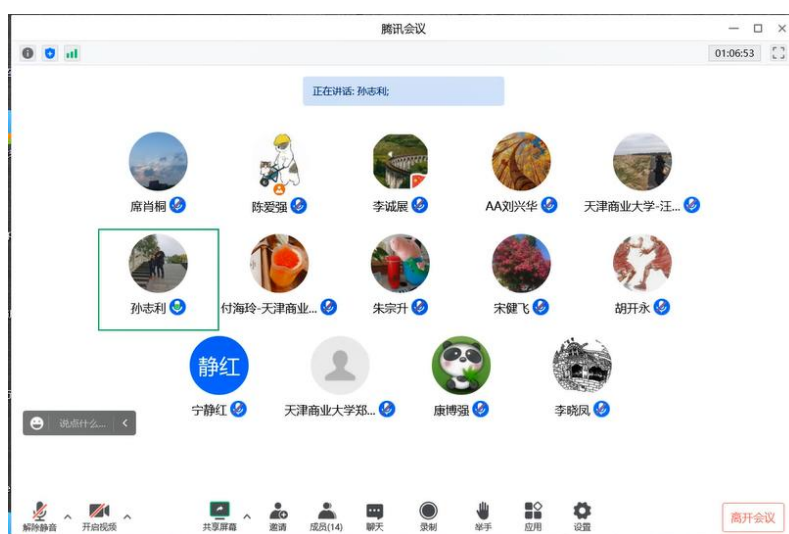 腾讯会议
01:06:53
正在讲话: 孙志利;
席肖桐
陈爱强
李诚展
AA刘兴华
天津商业大学-汪...
孙志利
付海玲-天津商业...
朱宗升
宋健飞
胡开永
静红
宁静红
天津商业大学郑...
康博强
李晓凤
说点什么...
解除静音
开启视频
共享屏幕
邀请
成员(14)
聊天
录制
举手
应用
设置
离开会议